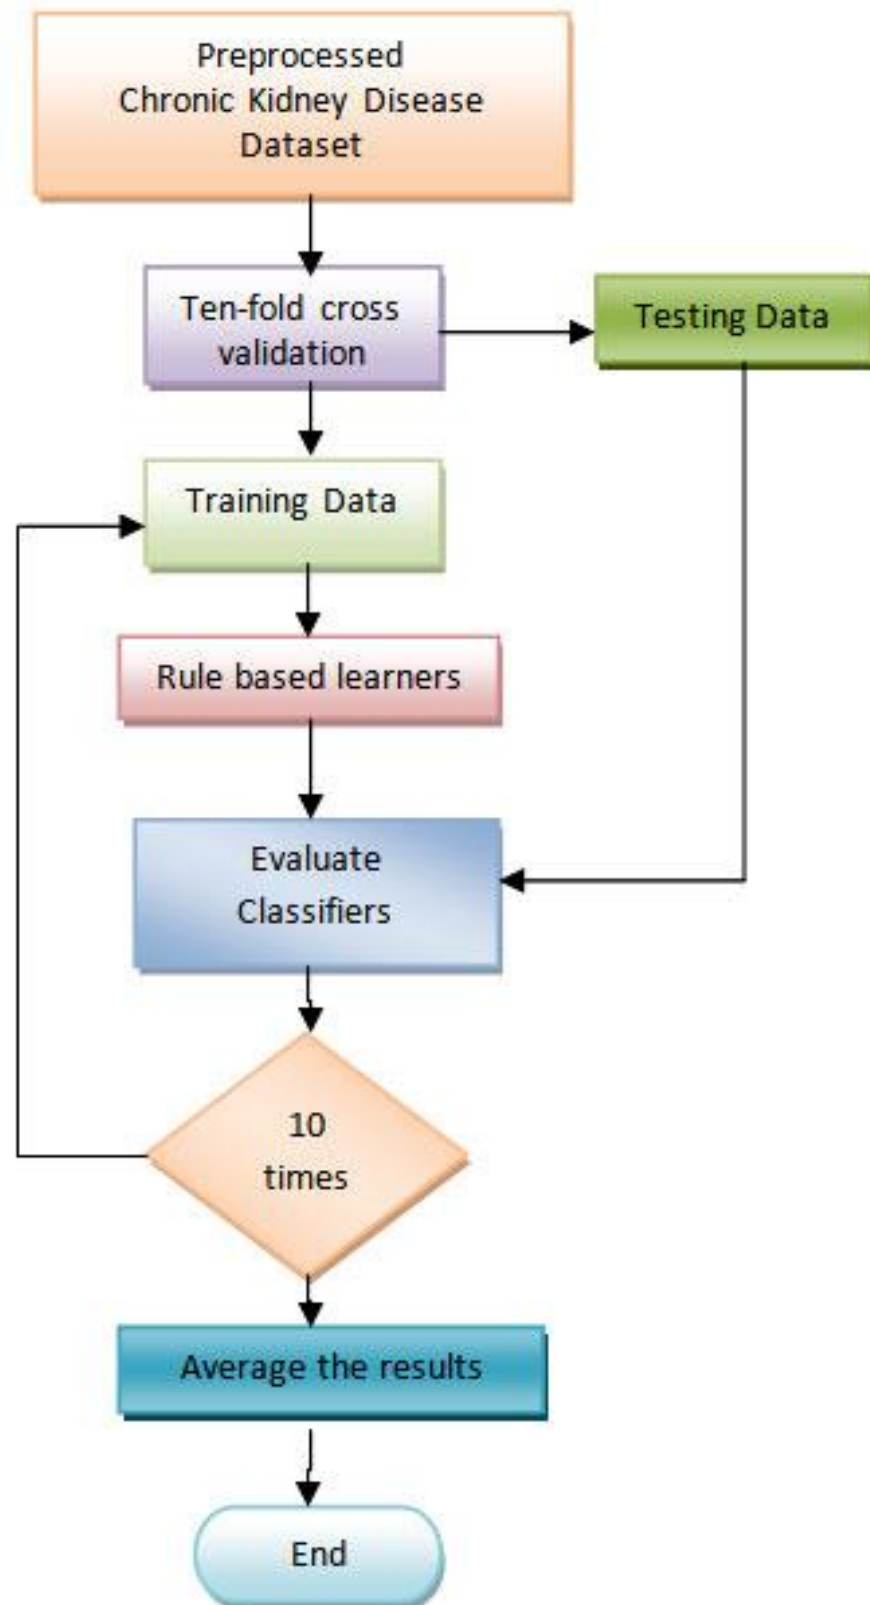 Preprocessed
Chronic Kidney Disease
Dataset
Ten-fold cross
validation
Testing Data
Training Data
Rule based learners
Evaluate
Classifiers
10
times
Average the results
End